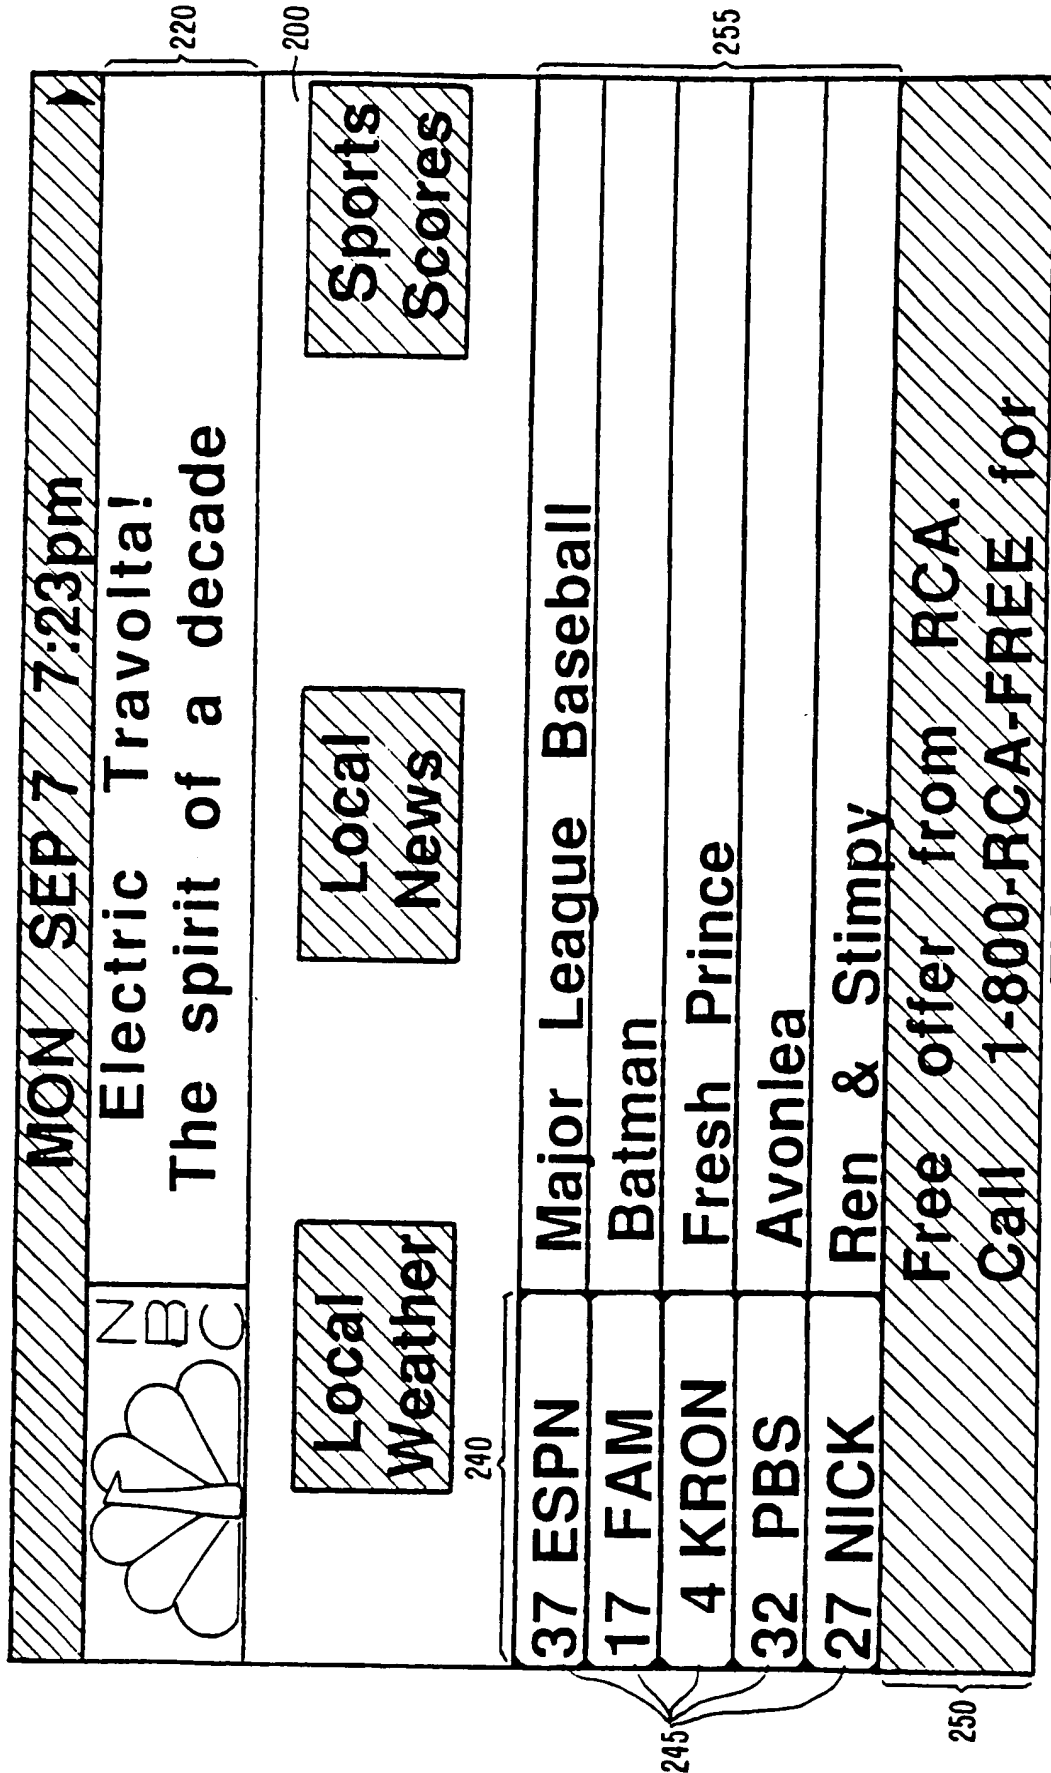 MON SEP 7 7:23pm
N
B
C
Electric Travolta!
The spirit of a decade
220
200
Local
Weather
Local
News
Sports
Scores
240
255
37 ESPN Major League Baseball
17 FAM Batman
4 KRON Fresh Prince
32 PBS Avonlea
27 NICK Ren & Stimpy
245
Free offer from RCA.
Call 1-800-RCA-FREE for
250